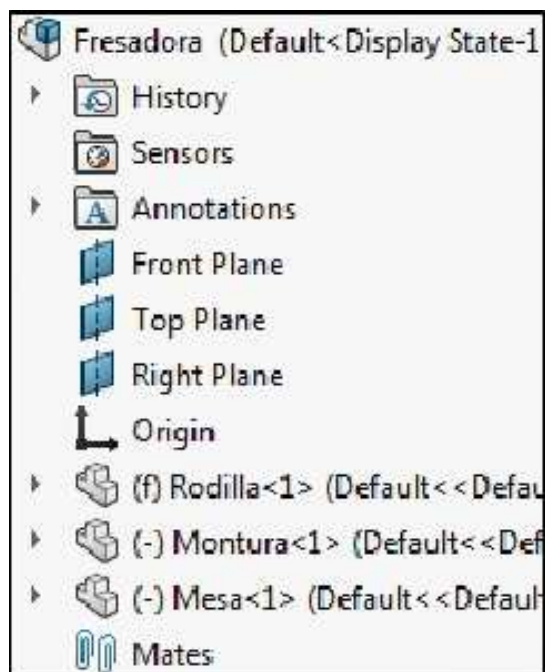 Fresadora (Default<Display State-1
History
Sensors
A Annotations
Front Plane
Top Plane
Right Plane
Origin
(f) Rodilla<1> (Default<<Defau
(-) Montura<1> (Default<<Def
(-) Mesa<1> (Default<<Default
Mates